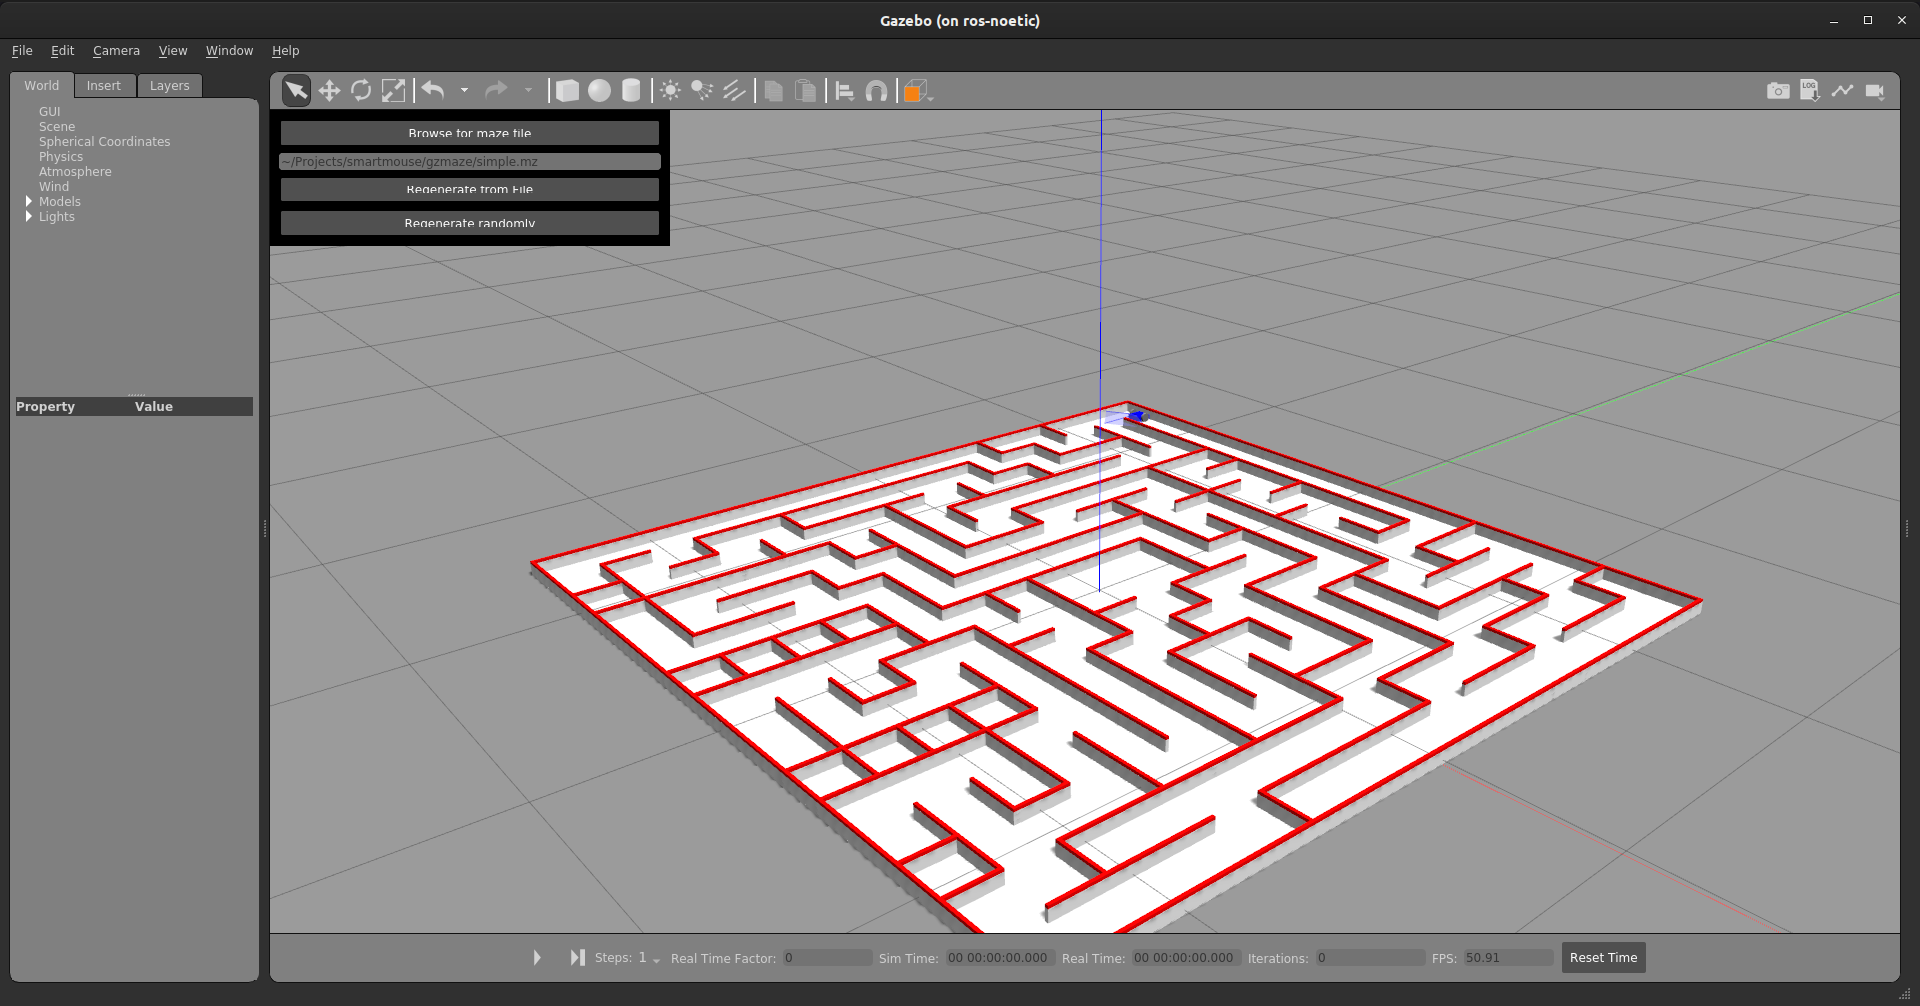 Gazebo (on ros-noetic)
File Edit Camera View Window Help
World Insert Layers
LOG
GUI
Scene
Spherical Coordinates
Physics
Atmosphere
Wind
Models
Lights
Property Value
Browse for maze file
~/Projects/smartmouse/gzmaze/simple.mz
Regenerate from File
Regenerate randomly
Steps: 1 Real Time Factor: 0 Sim Time: 00 00:00:00.000 Real Time: 00 00:00:00.000 Iterations: 0 FPS: 50.91 Reset Time